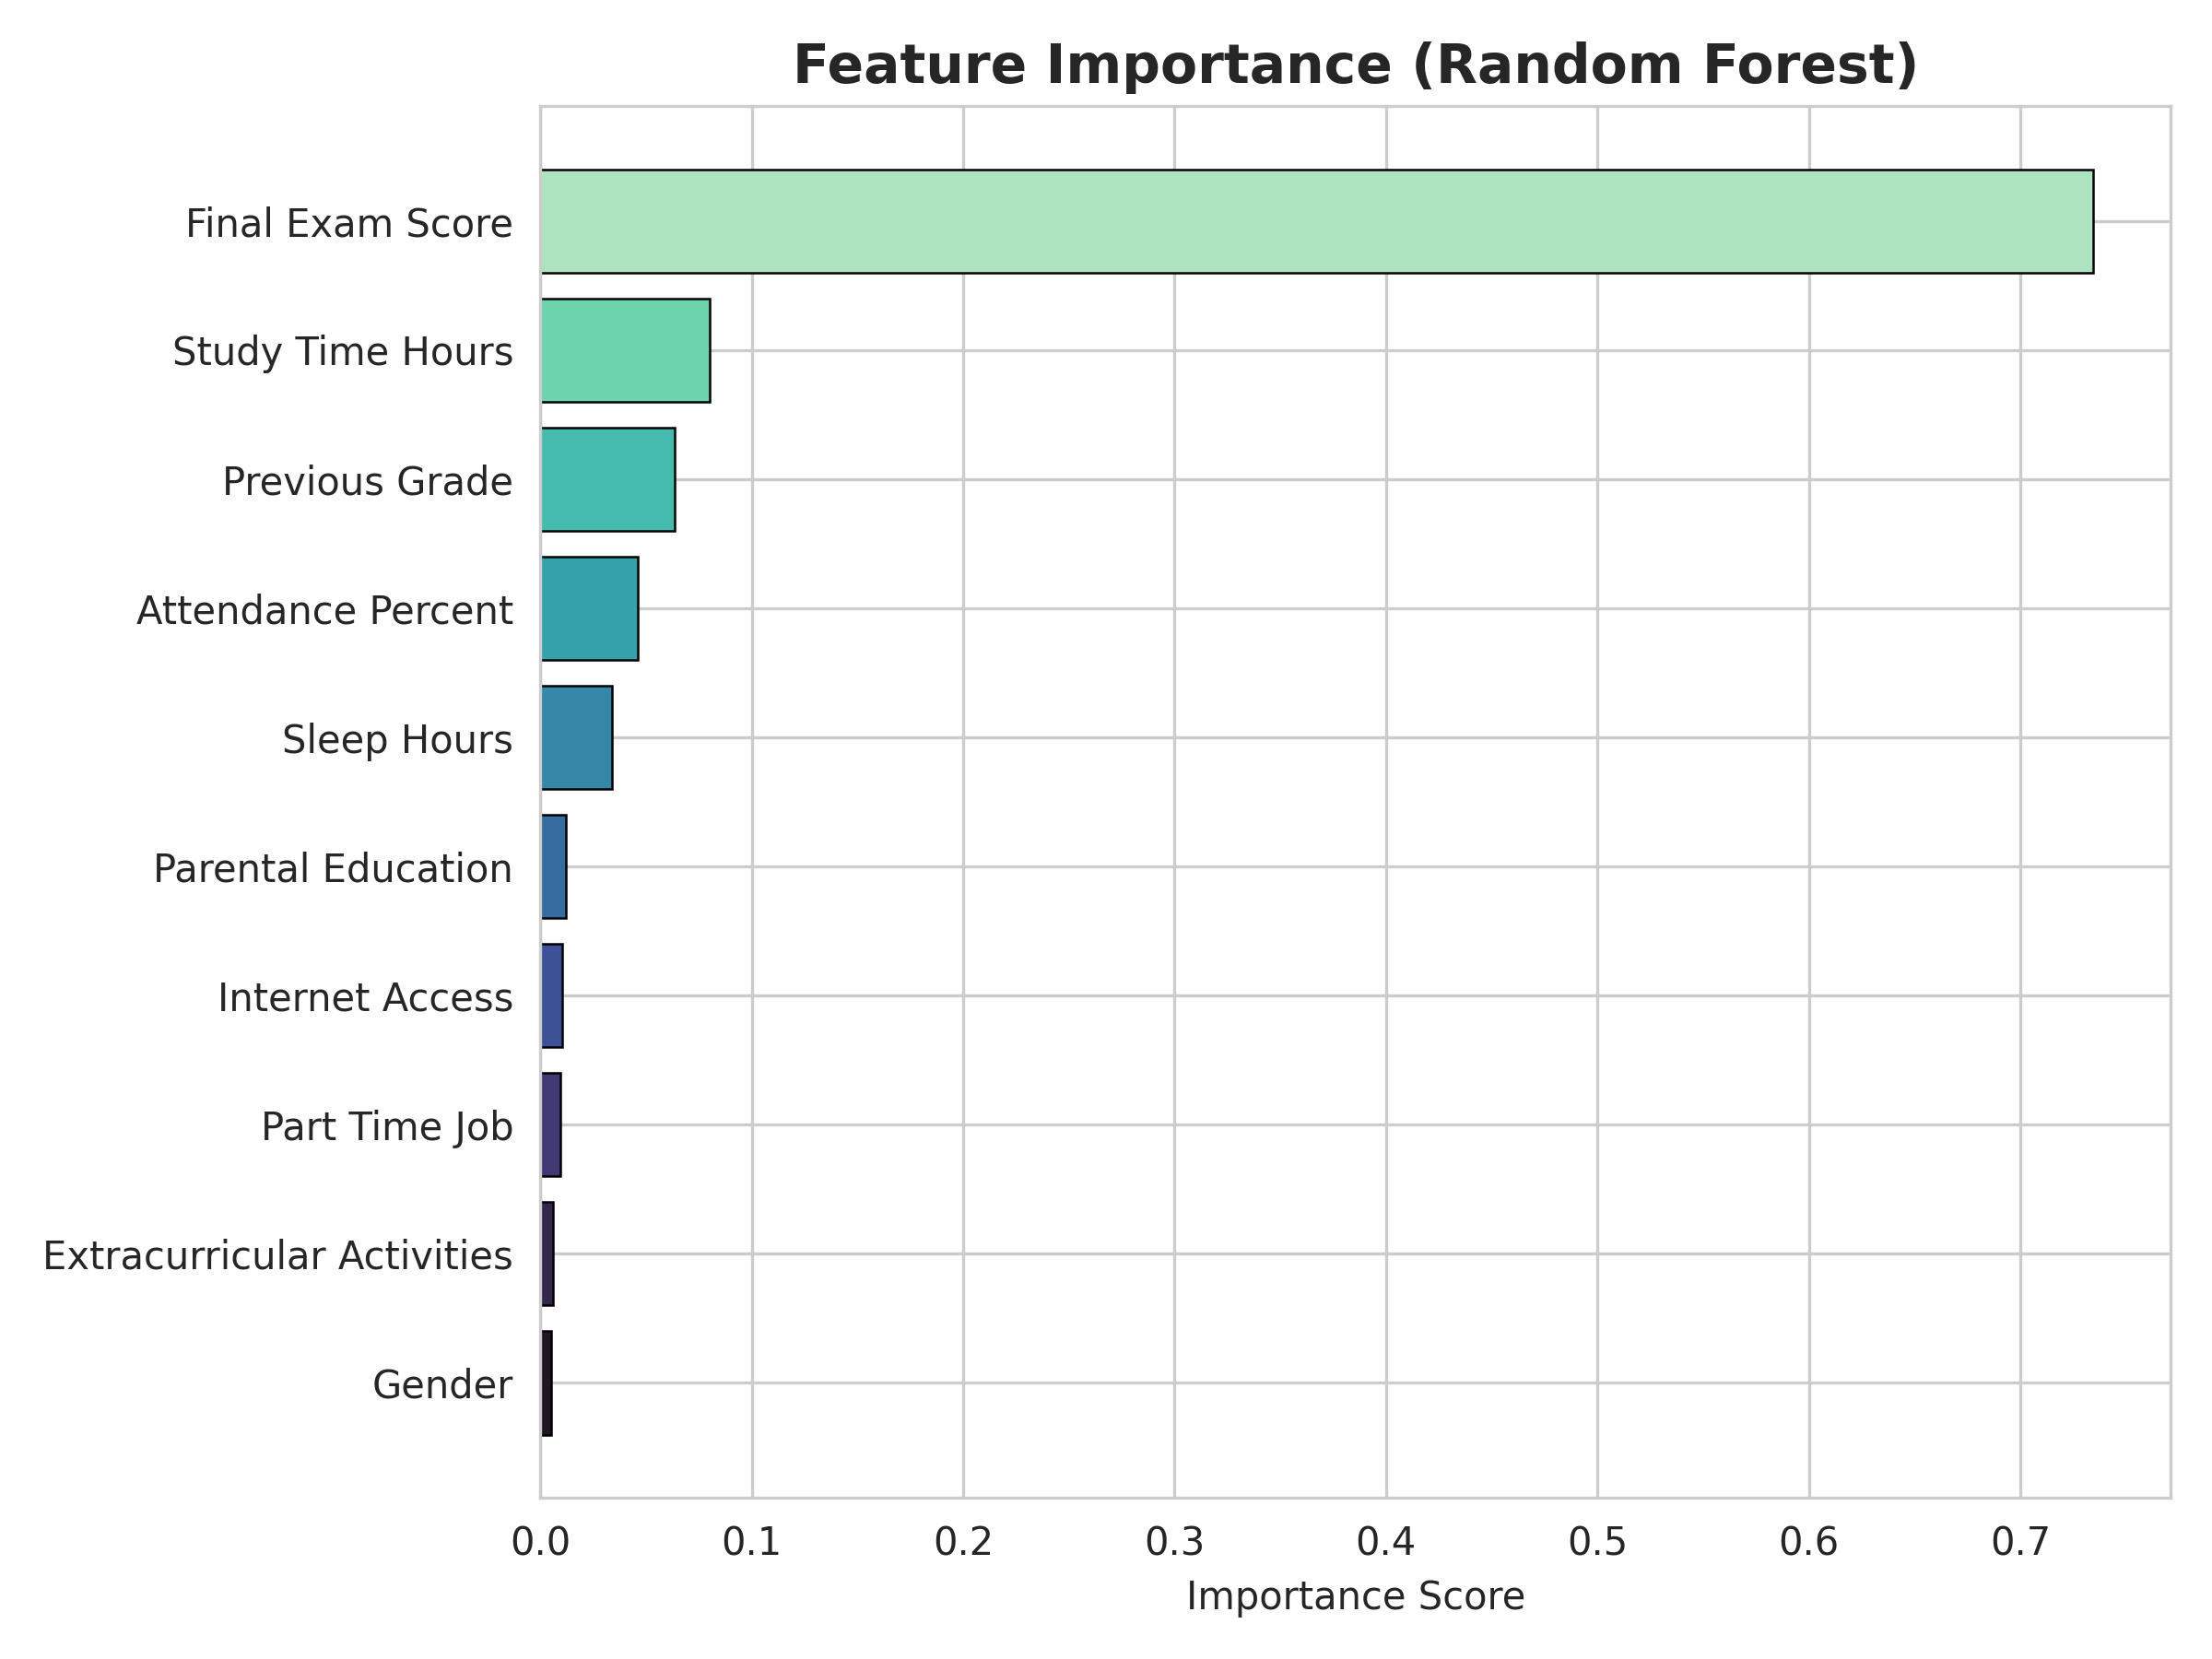 Feature Importance (Random Forest)
Final Exam Score
Study Time Hours
Previous Grade
Attendance Percent
Sleep Hours
Parental Education
Internet Access
Part Time Job
Extracurricular Activities
Gender
0.0 0.1 0.2 0.3 0.4 0.5 0.6 0.7
Importance Score